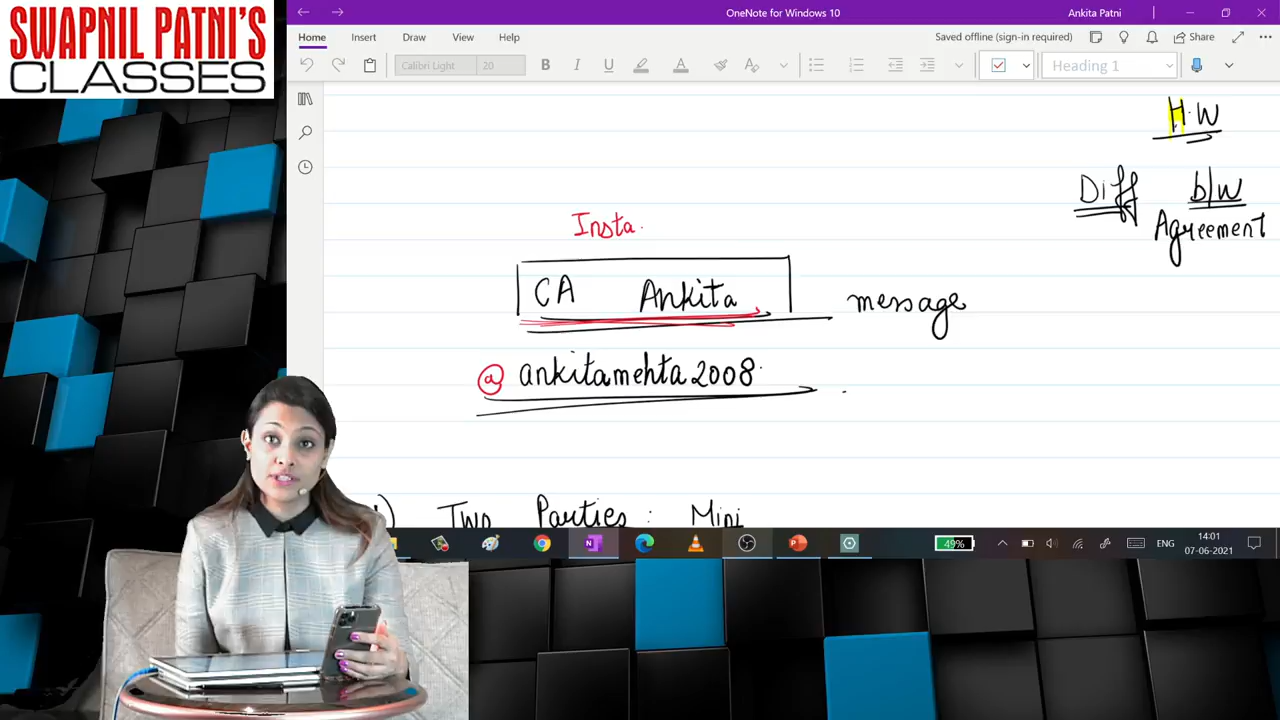 SWAPNIL PATNI'S
CLASSES
OneNote for Windows 10
Ankita Patni
Home Insert Draw View Help
Saved offline (sign-in required)
Share
Calibri Light 20 B I U A Heading 1
H.W
Diff b/w
Agreement
Insta.
CA Ankita message
@ ankitamehta2008.
1) Two Parties : Mini
49%
ENG
14:01
07-06-2021